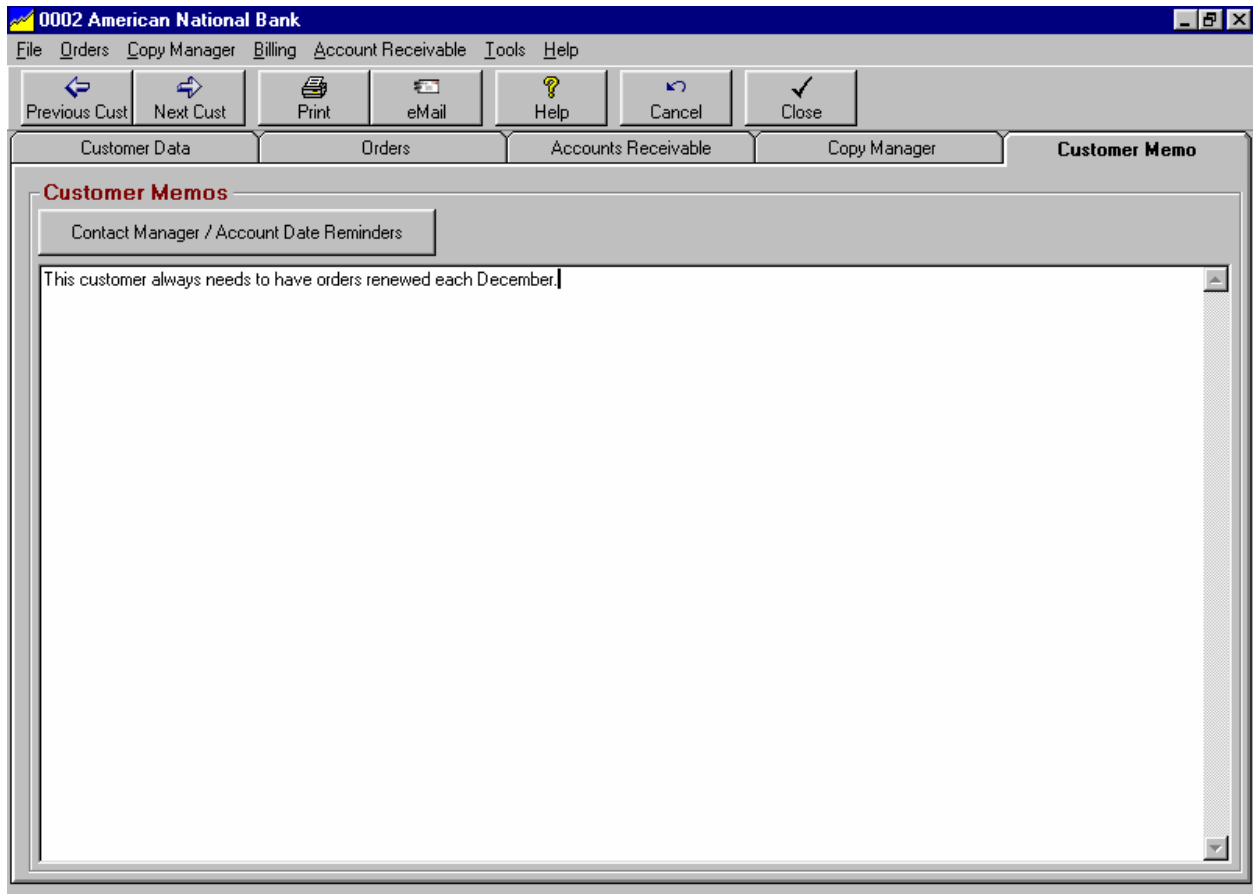 0002 American National Bank
File Orders Copy Manager Billing Account Receivable Tools Help
Previous Cust Next Cust Print eMail Help Cancel Close
Customer Data Orders Accounts Receivable Copy Manager Customer Memo
Customer Memos
Contact Manager / Account Date Reminders
This customer always needs to have orders renewed each December.